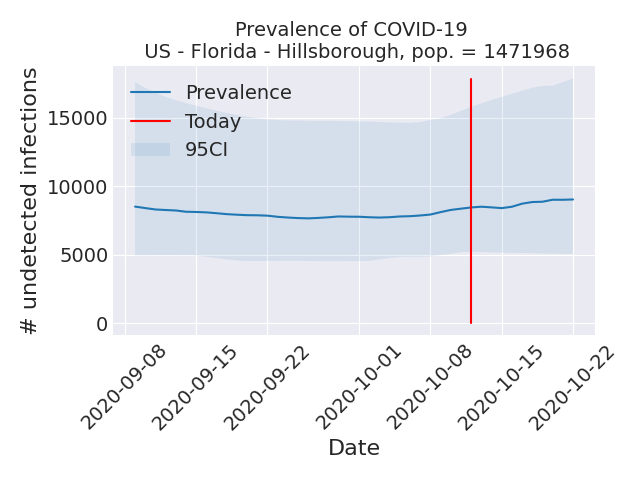 Prevalence of COVID-19
US - Florida - Hillsborough, pop. = 1471968
# undetected infections
15000
10000
5000
0
Prevalence
Today
95CI
2020-09-08
2020-09-15
2020-09-22
2020-10-01
2020-10-08
2020-10-15
2020-10-22
Date